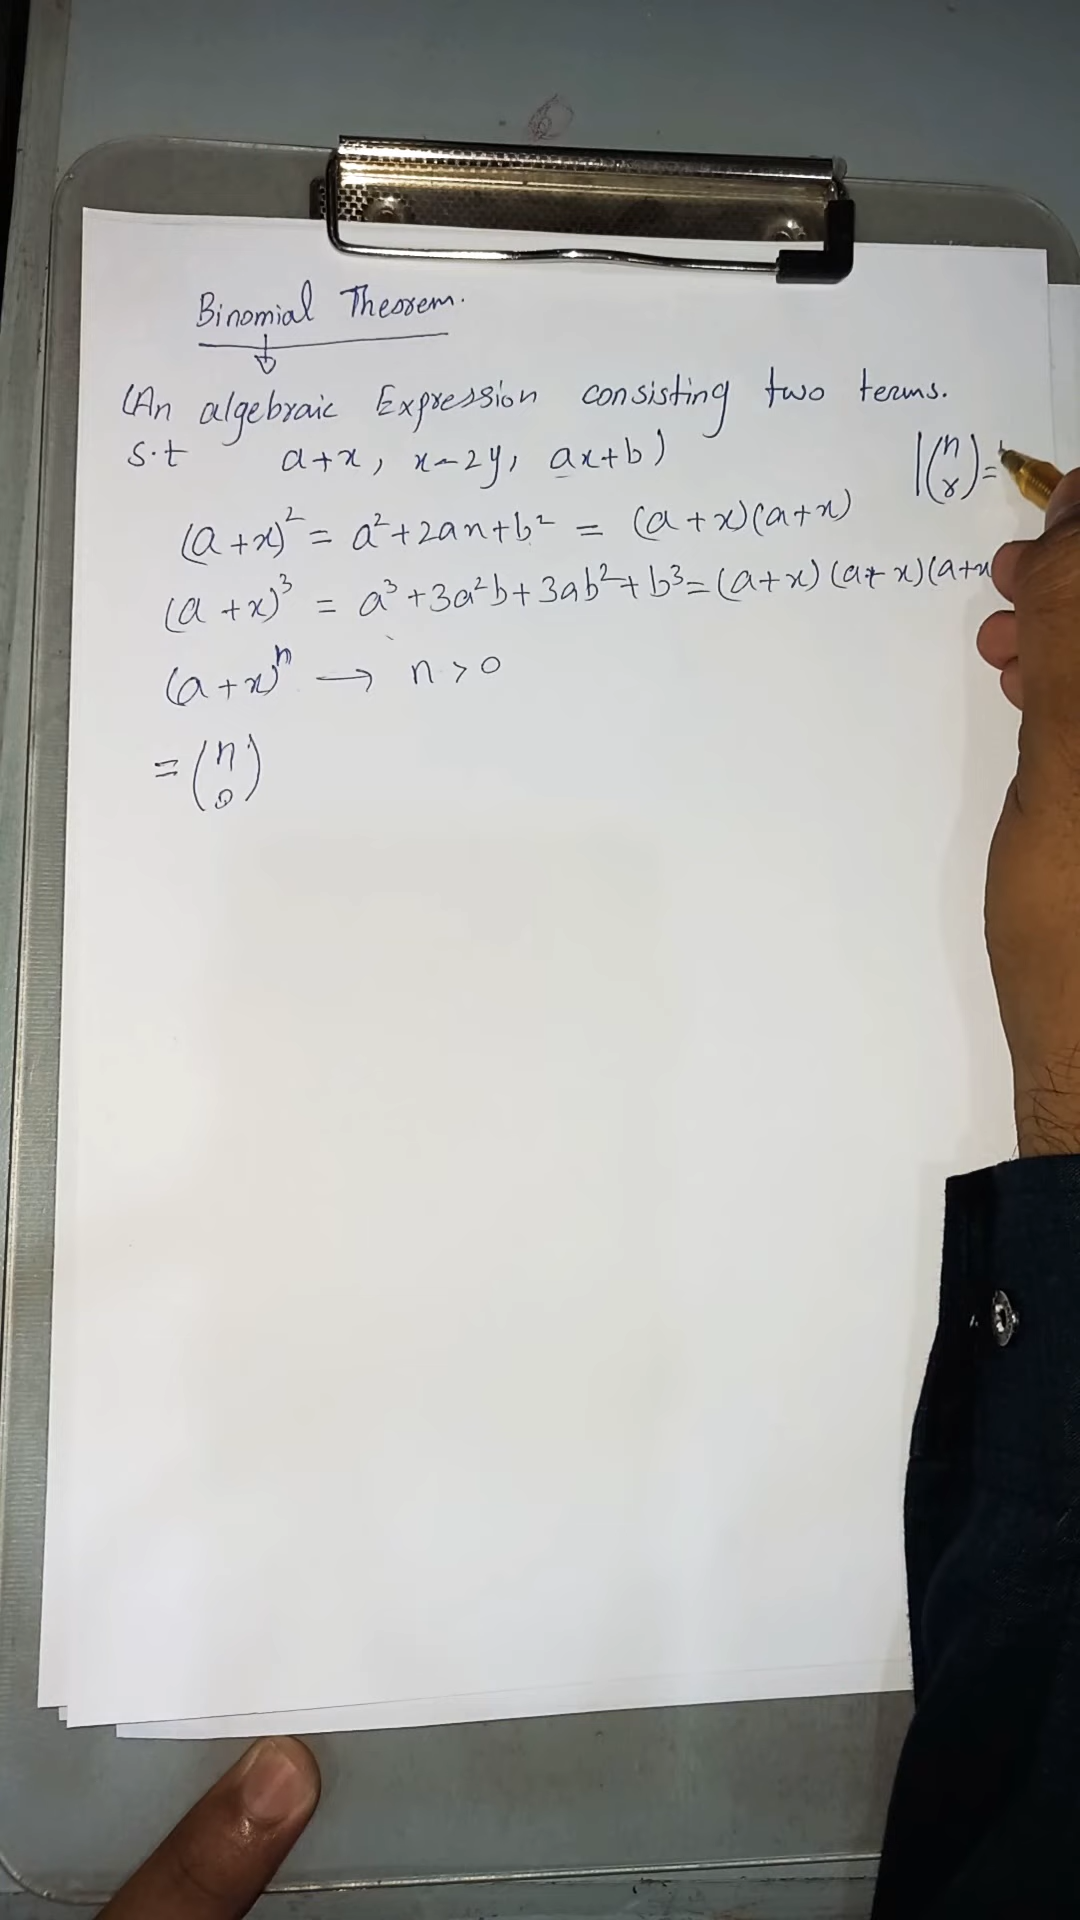 Binomial Theorem.
(An algebraic Expression consisting two terms.
s.t a+x, x-2y, ax+b)
(n r) =
(a+x)² = a²+2ax+b² = (a+x)(a+x)
(a+x)³ = a³+3a²b+3ab²+b³=(a+x)(a+x)(a+x
(a+x)ⁿ → n>0
= (n 0)